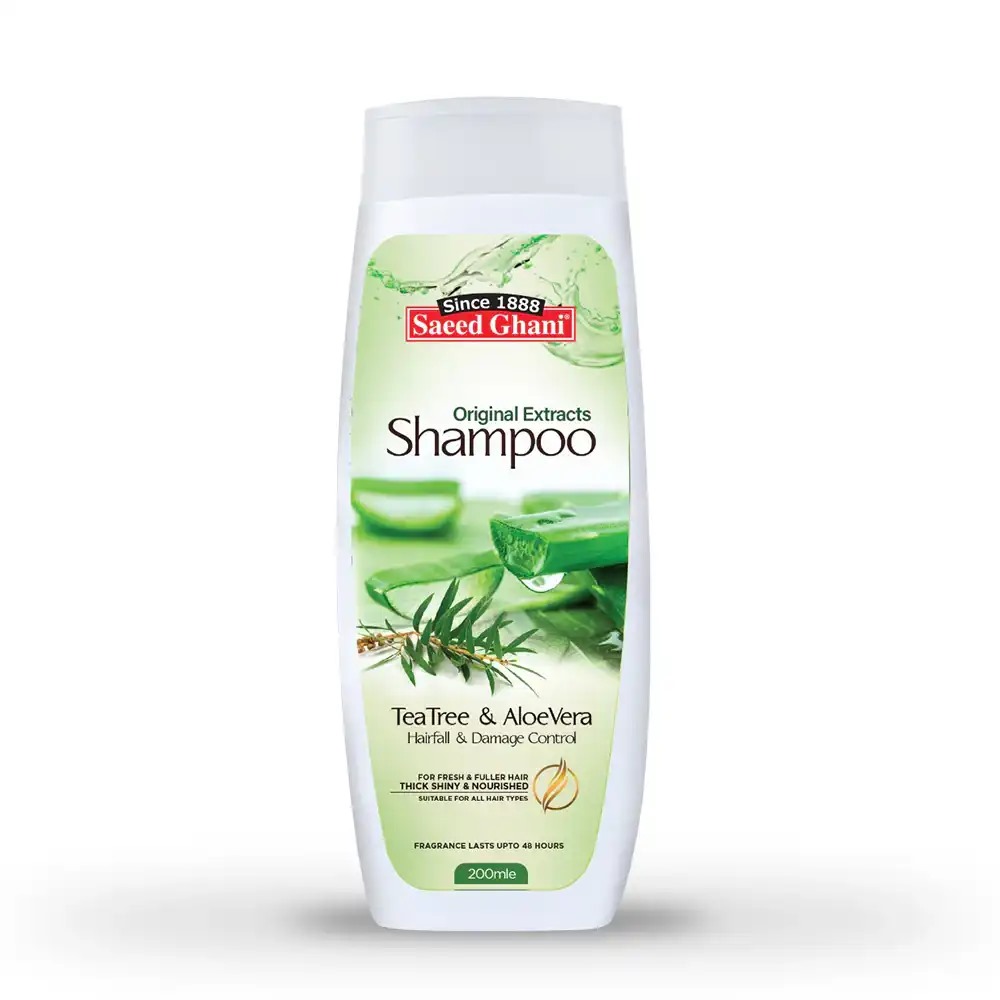 Since 1888
Saeed Ghani®
Original Extracts
Shampoo
TeaTree & AloeVera
Hairfall & Damage Control
FOR FRESH & FULLER HAIR
THICK SHINY & NOURISHED
SUITABLE FOR ALL HAIR TYPES
FRAGRANCE LASTS UPTO 48 HOURS
200mle